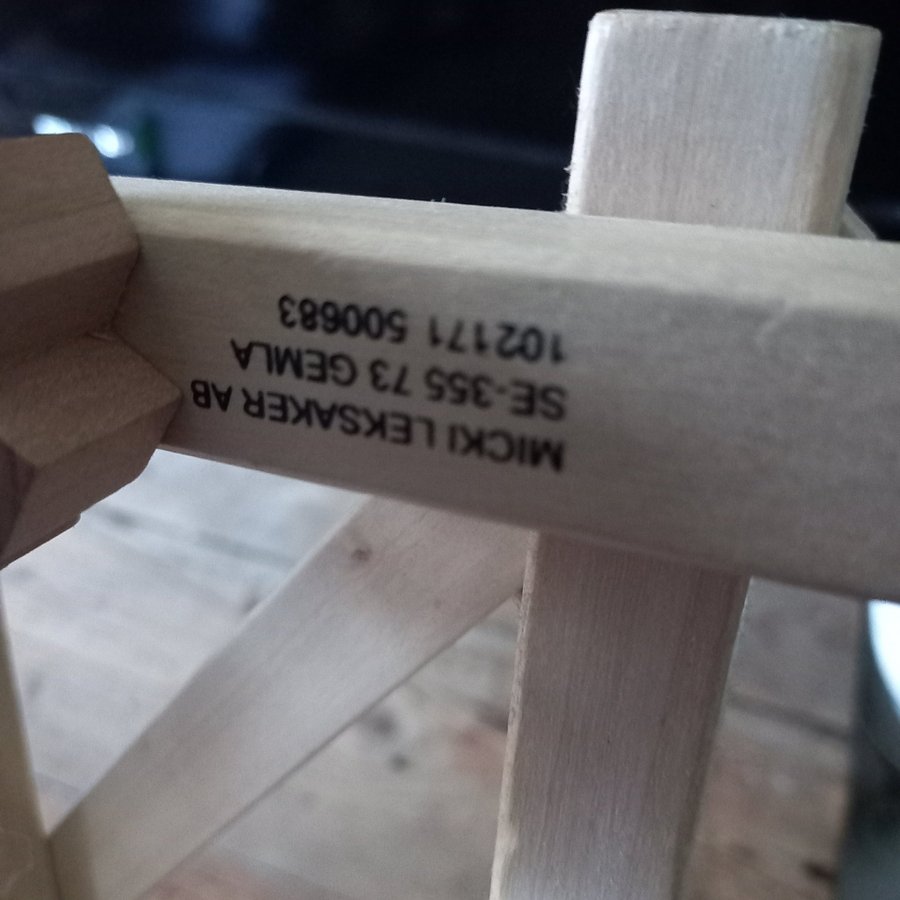 MICKI LEKSAKER AB
SE-355 73 GEMLA
102171 500683